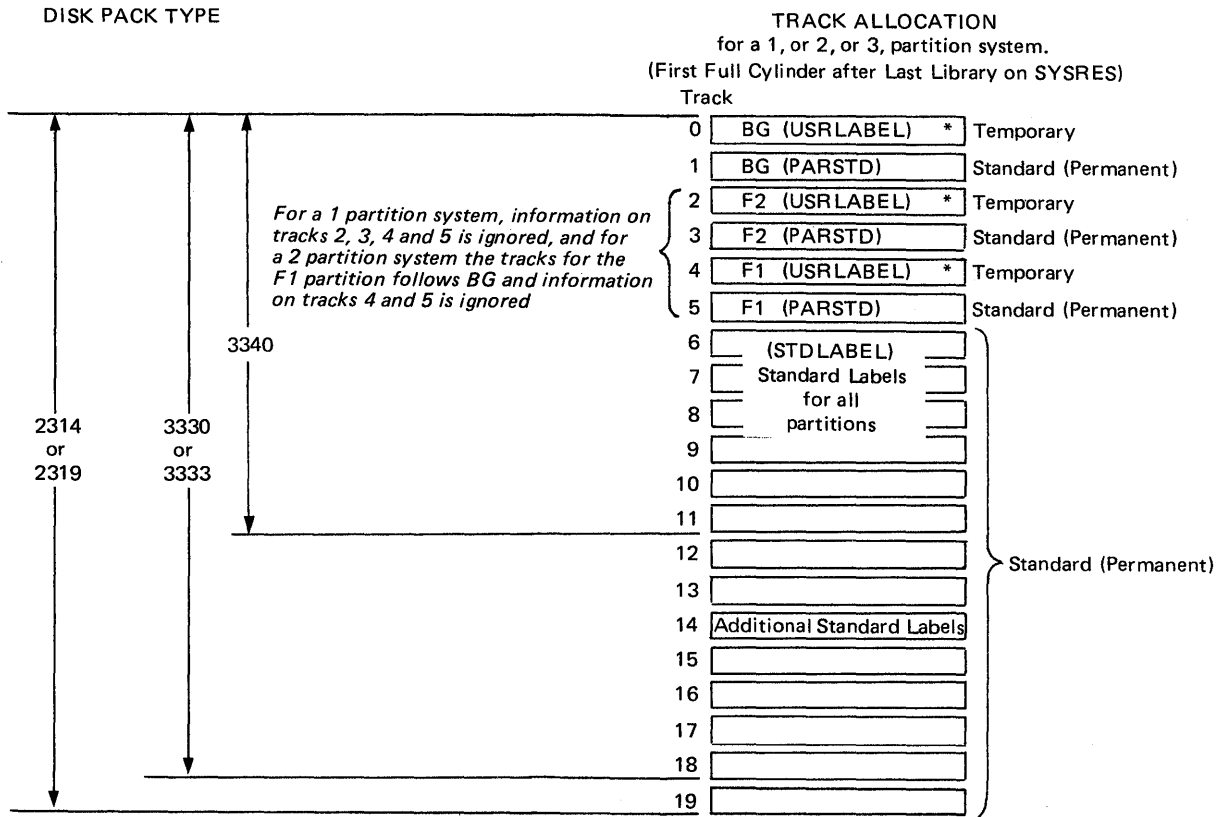 DISK PACK TYPE
TRACK ALLOCATION
for a 1, or 2, or 3, partition system.
(First Full Cylinder after Last Library on SYSRES)
Track
0 BG (USRLABEL) * Temporary
1 BG (PARSTD) Standard (Permanent)
2 F2 (USRLABEL) * Temporary
3 F2 (PARSTD) Standard (Permanent)
4 F1 (USRLABEL) * Temporary
5 F1 (PARSTD) Standard (Permanent)
For a 1 partition system, information on
tracks 2, 3, 4 and 5 is ignored, and for
a 2 partition system the tracks for the
F1 partition follows BG and information
on tracks 4 and 5 is ignored
6 (STDLABEL)
7 Standard Labels
for all
8 partitions
9
10
11
12
13
14 Additional Standard Labels
15
16
17
18
19
Standard (Permanent)
3340
2314
or
2319
3330
or
3333